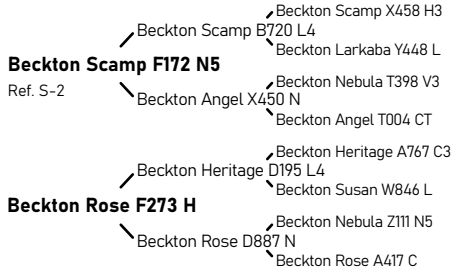 Beckton Scamp X458 H3
Beckton Scamp B720 L4
Beckton Larkaba Y448 L
Beckton Scamp F172 N5
Ref. S-2
Beckton Nebula T398 V3
Beckton Angel X450 N
Beckton Angel T004 CT
Beckton Heritage A767 C3
Beckton Heritage D195 L4
Beckton Susan W846 L
Beckton Rose F273 H
Beckton Nebula Z111 N5
Beckton Rose D887 N
Beckton Rose A417 C